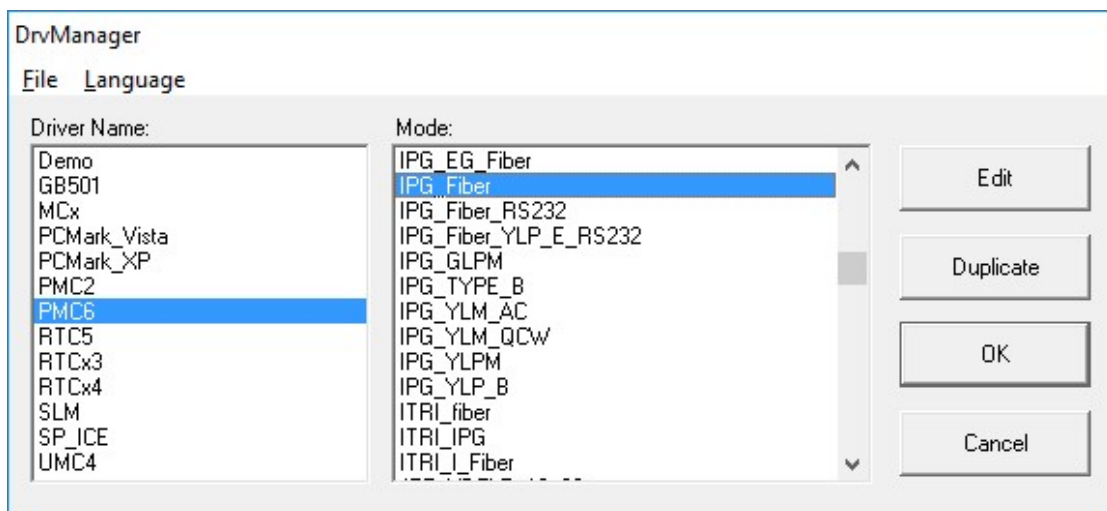 DrvManager
File Language
Driver Name:
Demo
GB501
MCx
PCMark_Vista
PCMark_XP
PMC2
PMC6
RTC5
RTCx3
RTCx4
SLM
SP_ICE
UMC4
Mode:
IPG_EG_Fiber
IPG_Fiber
IPG_Fiber_RS232
IPG_Fiber_YLP_E_RS232
IPG_GLPM
IPG_TYPE_B
IPG_YLM_AC
IPG_YLM_QCW
IPG_YLPM
IPG_YLP_B
ITRI_fiber
ITRI_IPG
ITRI_I_Fiber
Edit
Duplicate
OK
Cancel